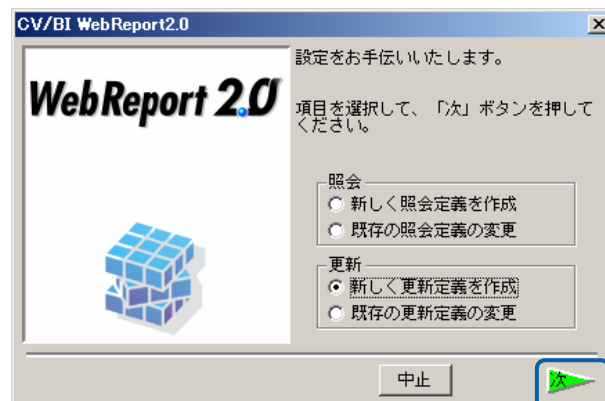 CV/BI WebReport2.0
設定をお手伝いいたします。
WebReport 2.0
項目を選択して、「次」ボタンを押して
ください。
照会
新しく照会定義を作成
既存の照会定義の変更
更新
新しく更新定義を作成
既存の更新定義の変更
中止
次